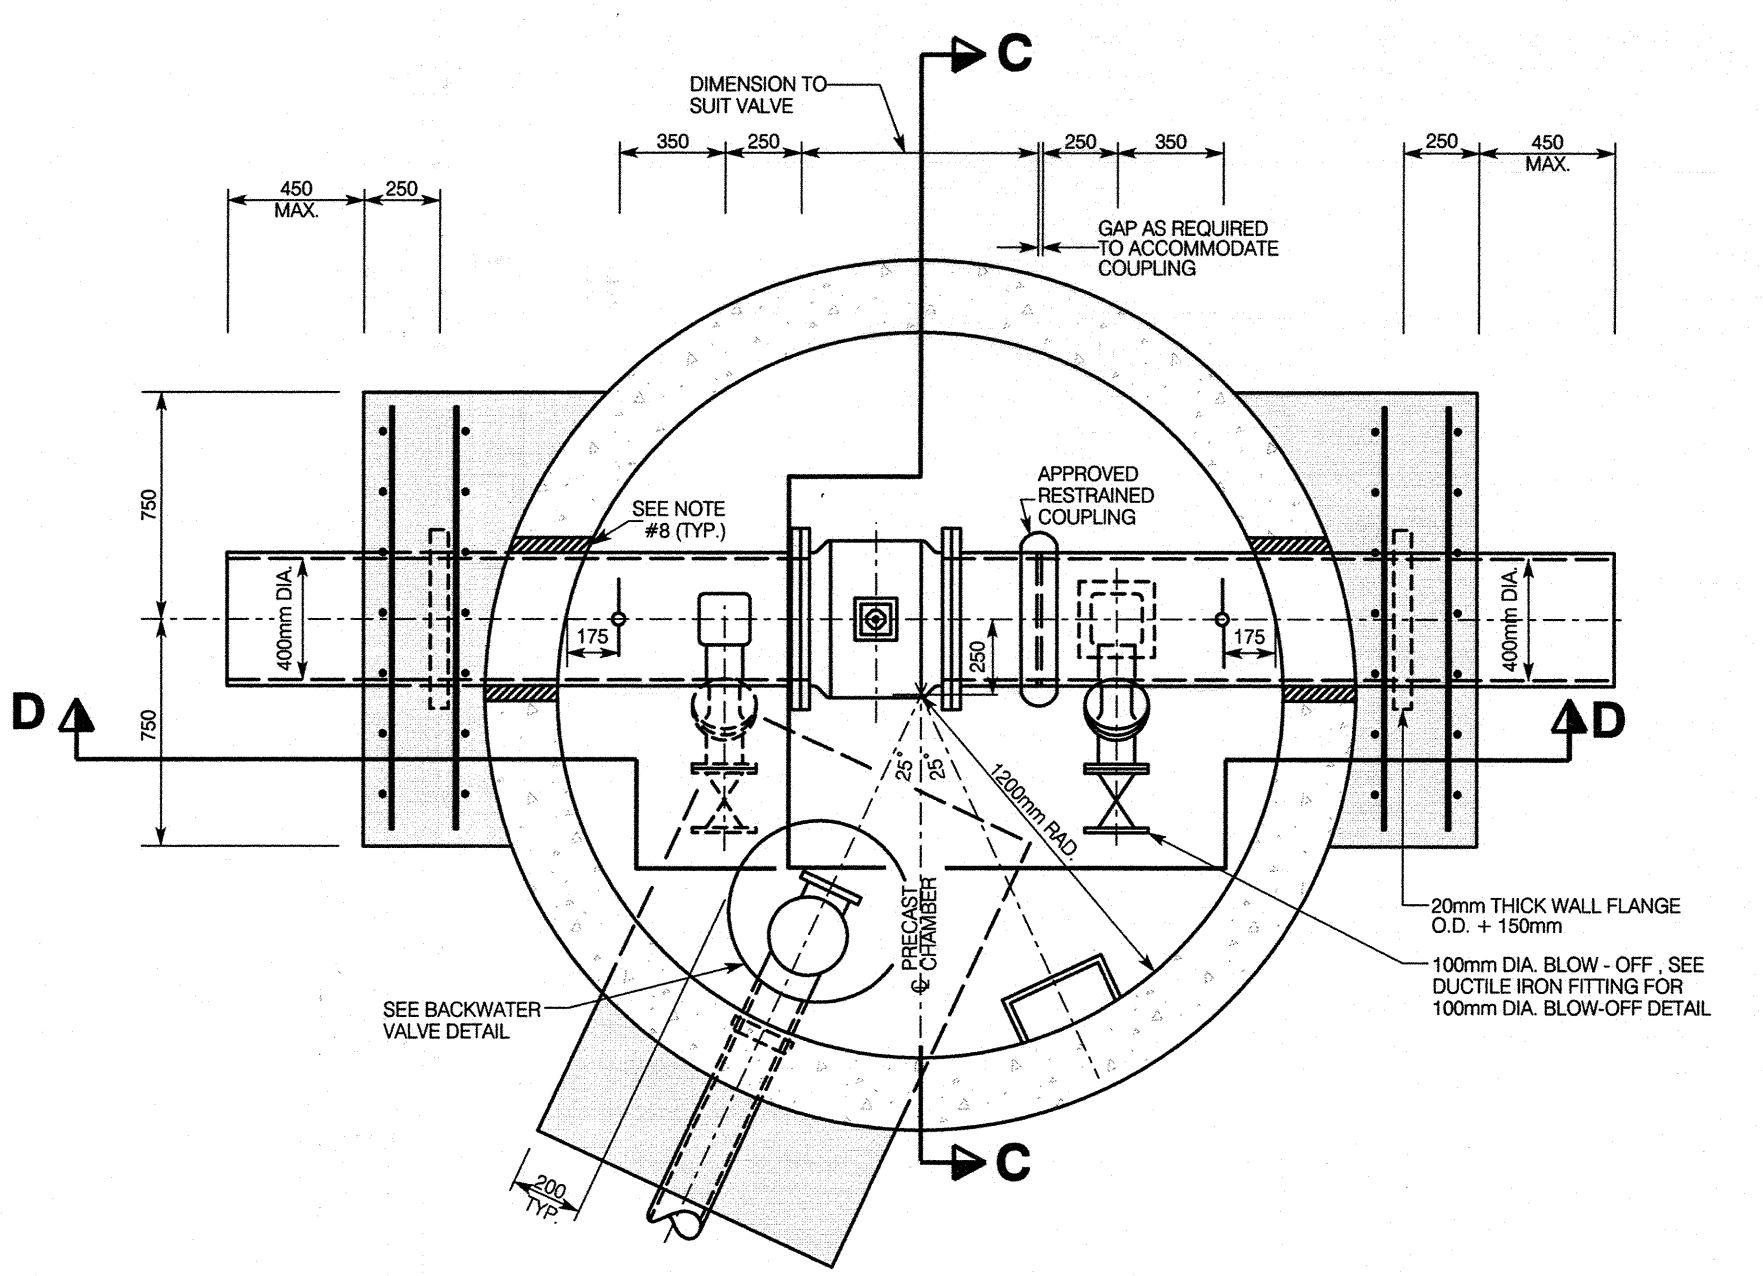 C
DIMENSION TO
SUIT VALVE
350
250
250
350
250
450
MAX.
450
MAX.
250
GAP AS REQUIRED
TO ACCOMMODATE
COUPLING
APPROVED
RESTRAINED
COUPLING
SEE NOTE
#8 (TYP.)
750
750
400mm DIA.
175
250
175
400mm DIA.
D
D
25°
25°
1200mm RAD.
℄ PRECAST
CHAMBER
20mm THICK WALL FLANGE
O.D. + 150mm
100mm DIA. BLOW - OFF , SEE
DUCTILE IRON FITTING FOR
100mm DIA. BLOW-OFF DETAIL
SEE BACKWATER
VALVE DETAIL
200
TYP.
C